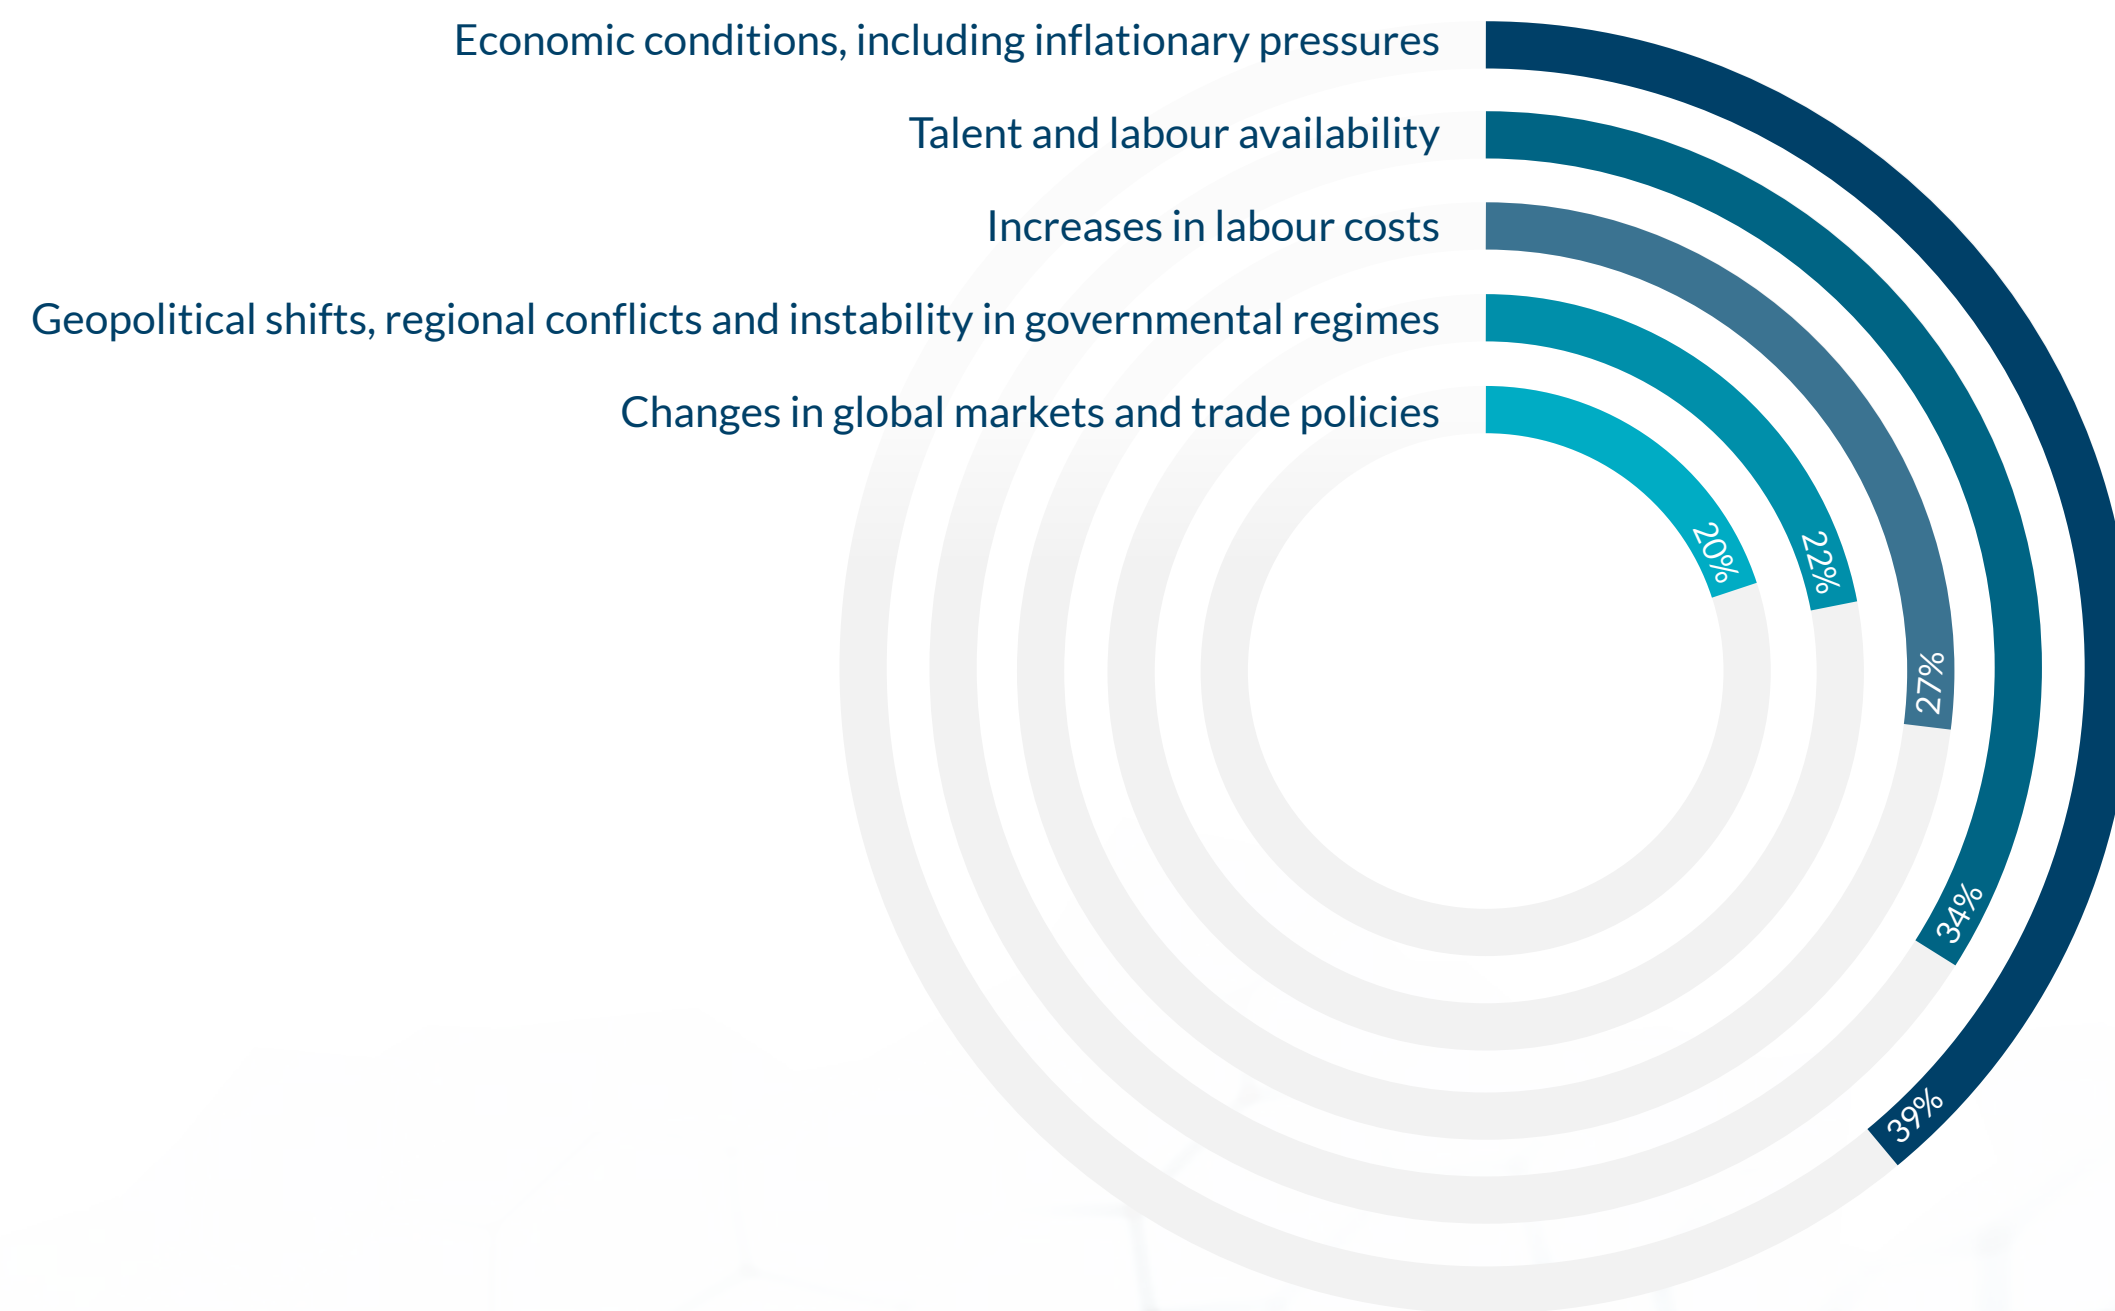 Economic conditions, including inflationary pressures
Talent and labour availability
Increases in labour costs
Geopolitical shifts, regional conflicts and instability in governmental regimes
Changes in global markets and trade policies
20%
22%
27%
34%
39%